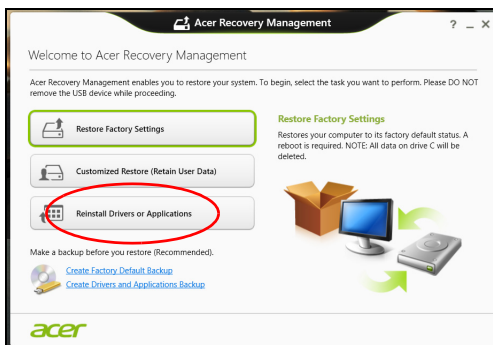 Acer Recovery Management
? _ X
Welcome to Acer Recovery Management
Acer Recovery Management enables you to restore your system. To begin, select the task you want to perform. Please DO NOT
remove the USB device while proceeding.
Restore Factory Settings
Customized Restore (Retain User Data)
Reinstall Drivers or Applications
Restore Factory Settings
Restores your computer to its factory default status. A
reboot is required. NOTE: All data on drive C will be
deleted.
Make a backup before you restore (Recommended).
Create Factory Default Backup
Create Drivers and Applications Backup
acer